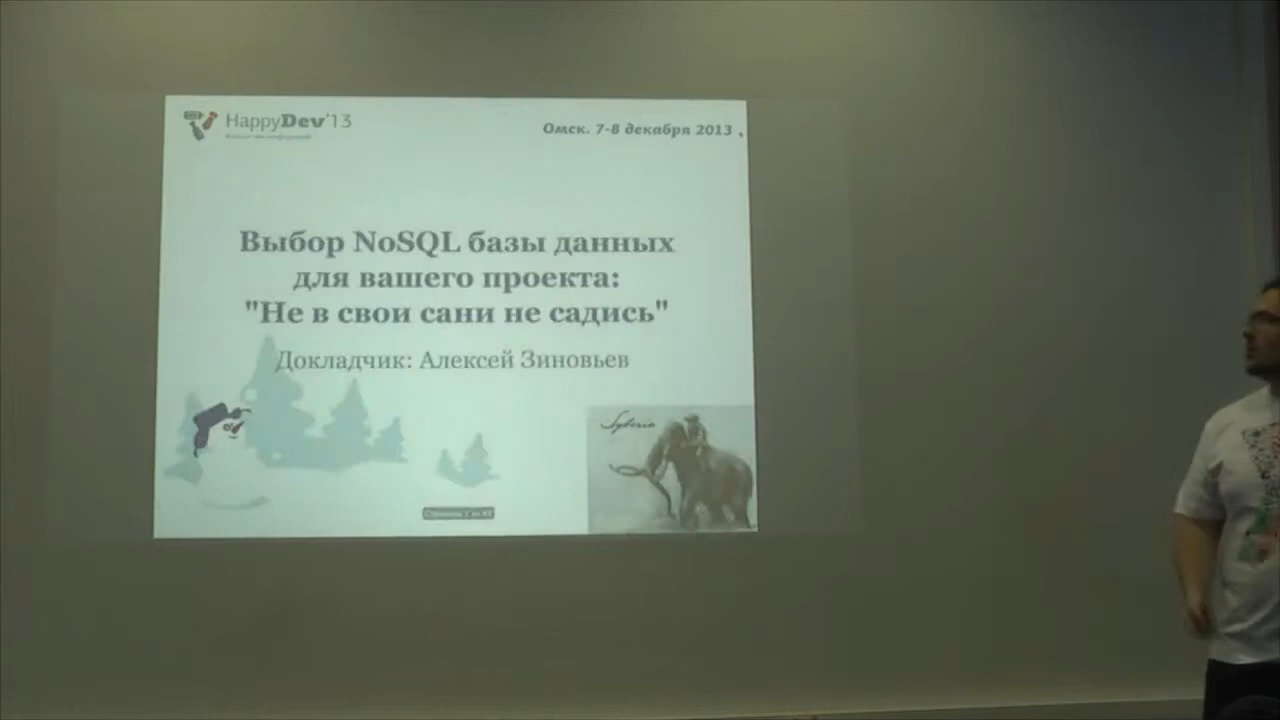 HappyDev'13
Омск. 7-8 декабря 2013
Выбор NoSQL базы данных
для вашего проекта:
"Не в свои сани не садись"
Докладчик: Алексей Зиновьев
Syberia